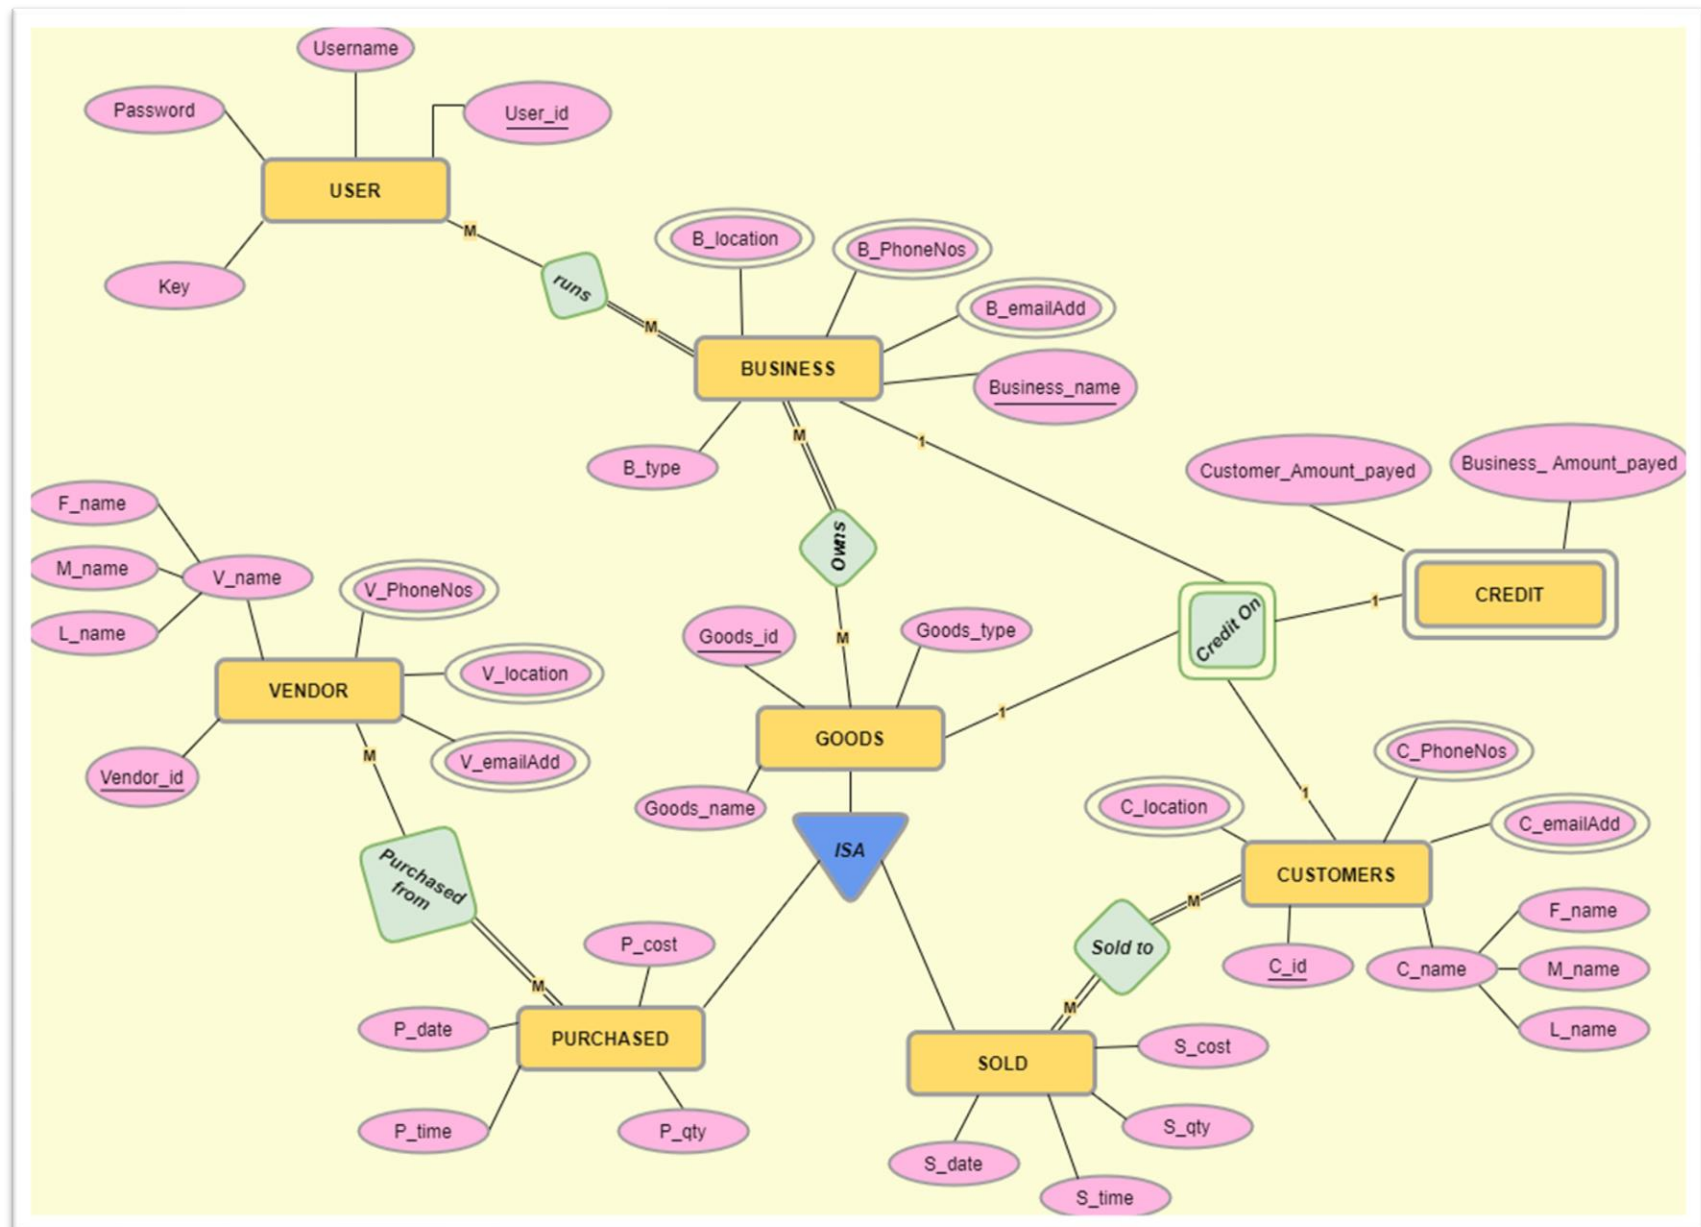 Username
Password
User_id
USER
M
Key
runs
M
B_location
B_PhoneNos
B_emailAdd
BUSINESS
Business_name
M
1
B_type
Customer_Amount_payed
Business_ Amount_payed
F_name
M_name
L_name
V_name
V_PhoneNos
Owns
CREDIT
1
Credit On
Goods_id
M
Goods_type
V_location
VENDOR
1
GOODS
M
V_emailAdd
Vendor_id
Goods_name
C_PhoneNos
1
C_location
C_emailAdd
ISA
Purchased
from
CUSTOMERS
M
F_name
P_cost
Sold to
C_id
C_name
M_name
M
M
P_date
PURCHASED
L_name
S_cost
SOLD
P_time
P_qty
S_qty
S_date
S_time